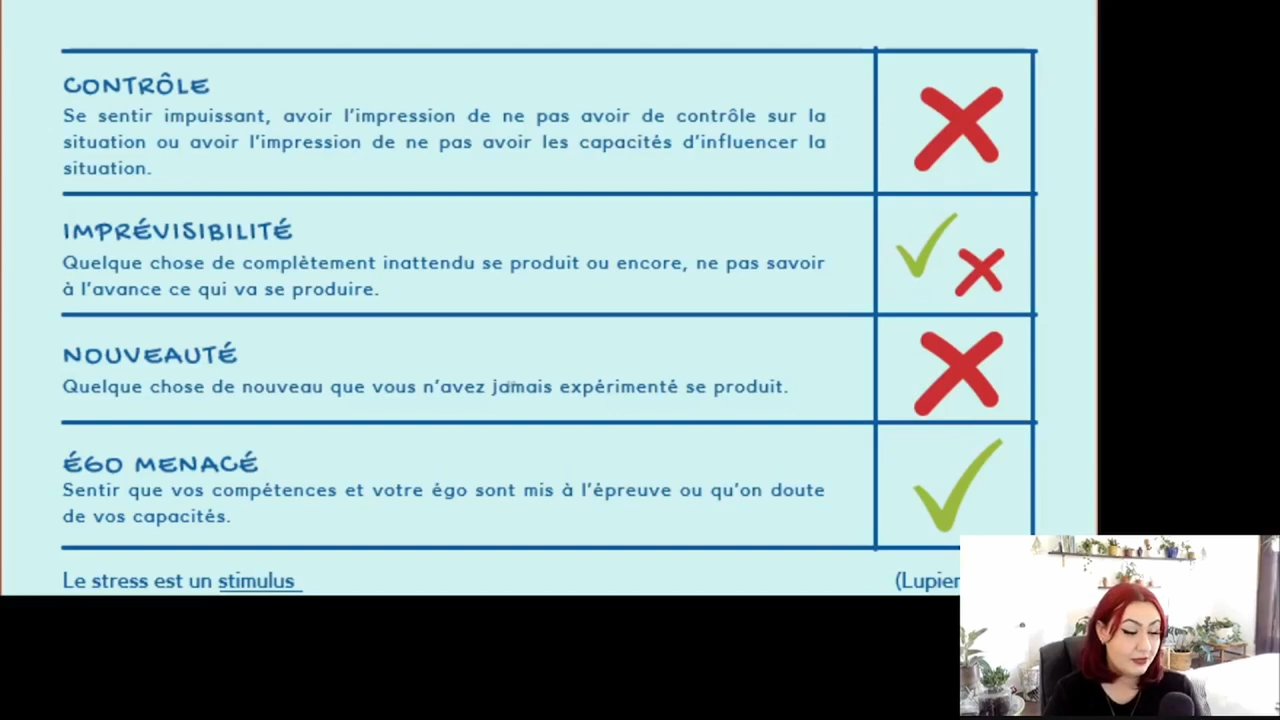 CONTRÔLE
Se sentir impuissant, avoir l'impression de ne pas avoir de contrôle sur la
situation ou avoir l'impression de ne pas avoir les capacités d'influencer la
situation.
IMPRÉVISIBILITÉ
Quelque chose de complètement inattendu se produit ou encore, ne pas savoir
à l'avance ce qui va se produire.
NOUVEAUTÉ
Quelque chose de nouveau que vous n'avez jamais expérimenté se produit.
ÉGO MENACÉ
Sentir que vos compétences et votre égo sont mis à l'épreuve ou qu'on doute
de vos capacités.
Le stress est un stimulus
(Lupien